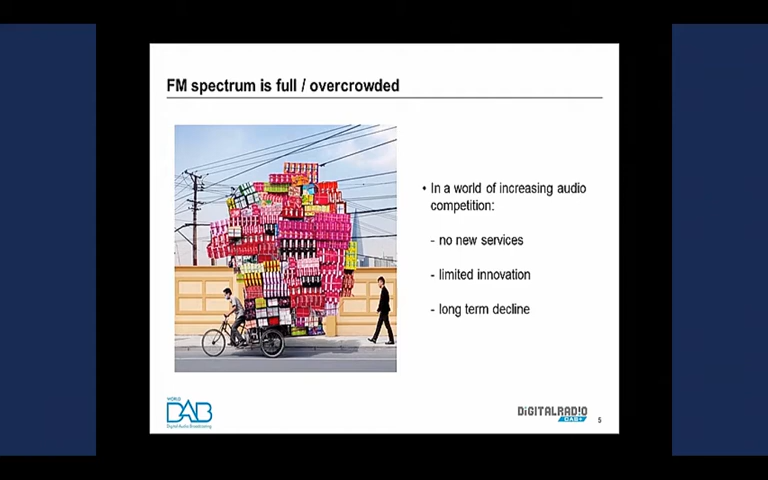 FM spectrum is full / overcrowded
• In a world of increasing audio
competition:
- no new services
- limited innovation
- long term decline
WORLD
DAB
Digital Audio Broadcasting
DiGiTALRADiO
DAB+
5